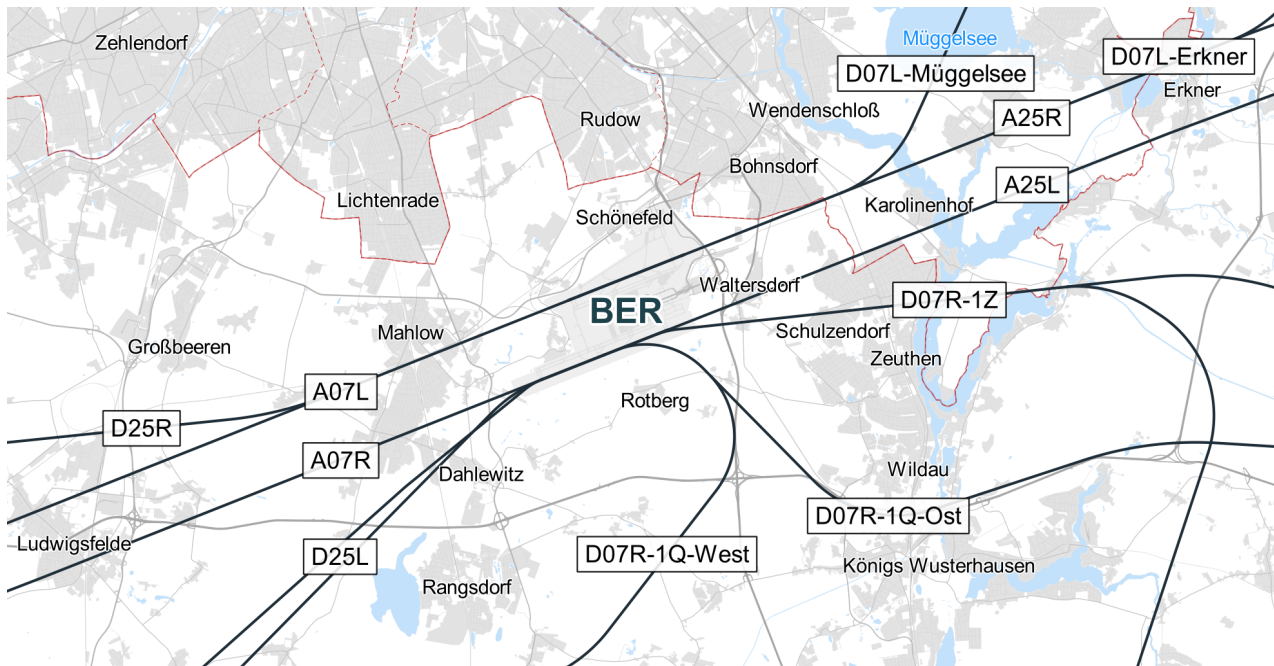 Zehlendorf
Müggelsee
D07L-Müggelsee
D07L-Erkner
Erkner
Wendenschloß
A25R
Rudow
Bohnsdorf
A25L
Lichtenrade
Karolinenhof
Schönefeld
Waltersdorf
D07R-1Z
BER
Mahlow
Schulzendorf
Großbeeren
Zeuthen
A07L
Rotberg
D25R
A07R
Dahlewitz
Wildau
D07R-1Q-Ost
Ludwigsfelde
D25L
D07R-1Q-West
Königs Wusterhausen
Rangsdorf